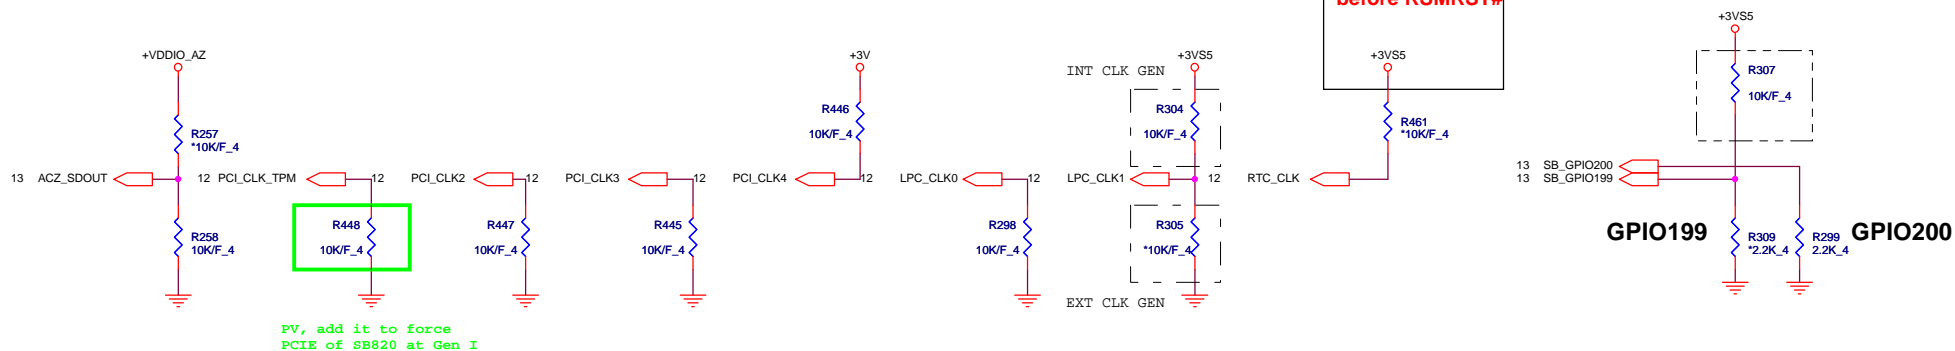 before RSMRST#
+VDDIO_AZ
R257
*10K/F_4
13 ACZ_SDOUT
R258
10K/F_4
12 PCI_CLK_TPM
12
R448
10K/F_4
PV, add it to force
PCIE of SB820 at Gen I
PCI_CLK2
12
R447
10K/F_4
PCI_CLK3
12
R445
10K/F_4
+3V
R446
10K/F_4
PCI_CLK4
12
LPC_CLK0
12
R298
10K/F_4
INT CLK GEN
+3VS5
R304
10K/F_4
LPC_CLK1
12
R305
*10K/F_4
EXT CLK GEN
+3VS5
R461
*10K/F_4
RTC_CLK
+3VS5
R307
10K/F_4
13 SB_GPIO200
13 SB_GPIO199
GPIO199
R309
*2.2K_4
R299
2.2K_4
GPIO200